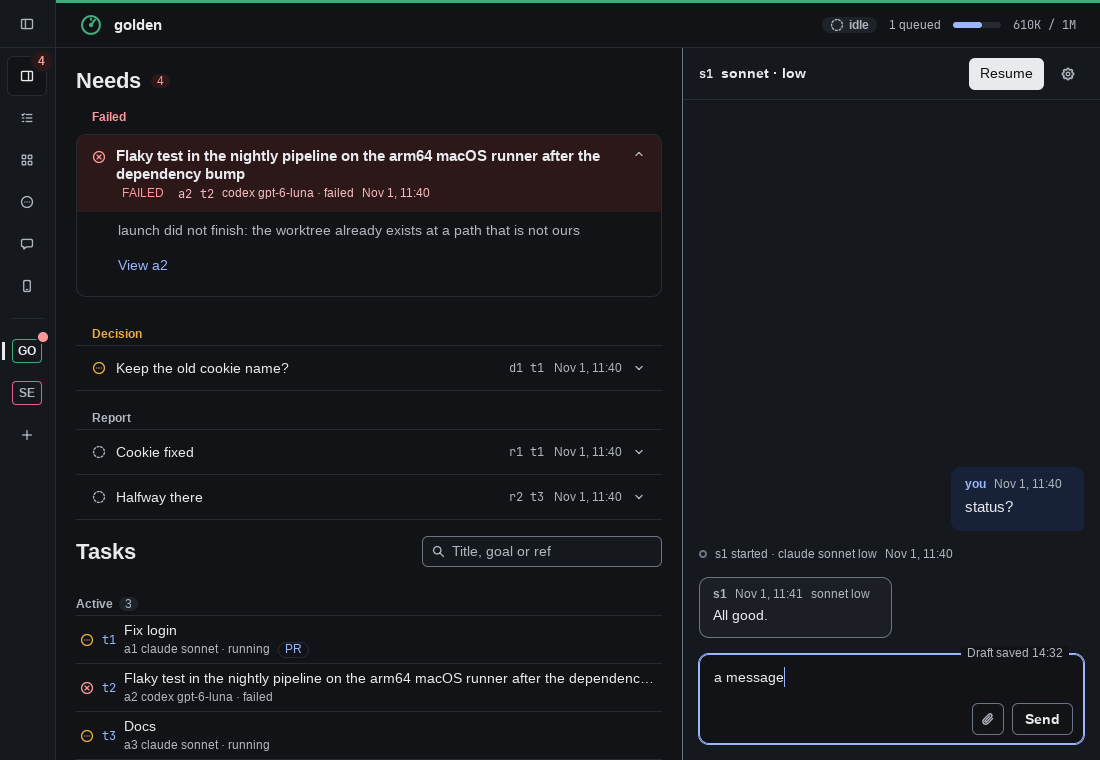 golden
idle
1 queued
610K / 1M
4
GO
SE
Needs 4
Failed
Flaky test in the nightly pipeline on the arm64 macOS runner after the
dependency bump
FAILED a2 t2 codex gpt-6-luna · failed Nov 1, 11:40
launch did not finish: the worktree already exists at a path that is not ours
View a2
Decision
Keep the old cookie name? d1 t1 Nov 1, 11:40
Report
Cookie fixed r1 t1 Nov 1, 11:40
Halfway there r2 t3 Nov 1, 11:40
Tasks
Title, goal or ref
Active 3
t1 Fix login
a1 claude sonnet · running PR
t2 Flaky test in the nightly pipeline on the arm64 macOS runner after the dependenc…
a2 codex gpt-6-luna · failed
t3 Docs
a3 claude sonnet · running
s1 sonnet · low
Resume
you Nov 1, 11:40
status?
s1 started · claude sonnet low Nov 1, 11:40
s1 Nov 1, 11:41 sonnet low
All good.
Draft saved 14:32
a message
Send